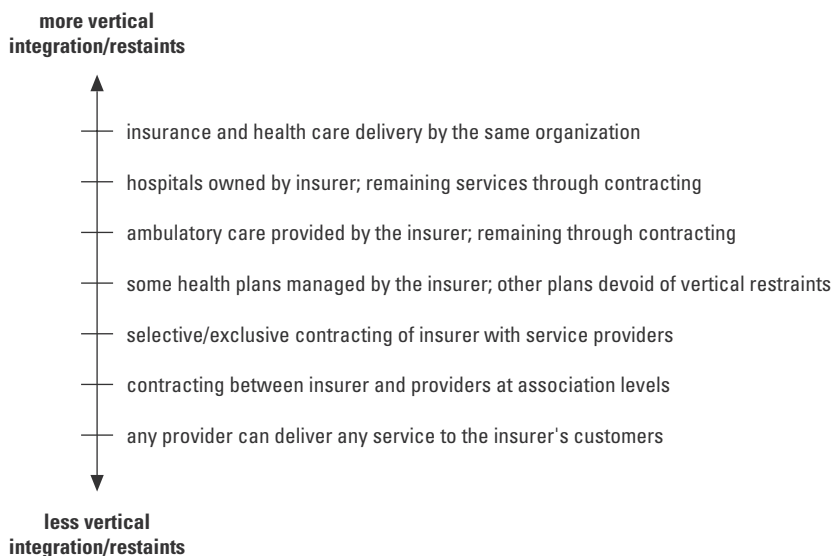 more vertical
integration/restaints
insurance and health care delivery by the same organization
hospitals owned by insurer; remaining services through contracting
ambulatory care provided by the insurer; remaining through contracting
some health plans managed by the insurer; other plans devoid of vertical restraints
selective/exclusive contracting of insurer with service providers
contracting between insurer and providers at association levels
any provider can deliver any service to the insurer's customers
less vertical
integration/restaints